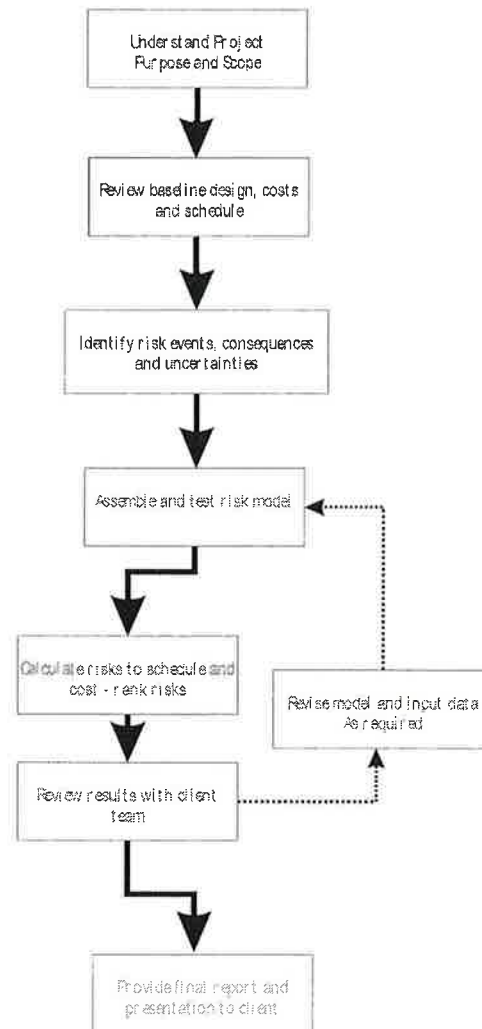 Understand Project
Purpose and Scope
Review baseline design, costs
and schedule
Identify risk events, consequences
and uncertainties
Assemble and test risk model
Calculate risks to schedule and
cost - rank risks
Revise model and input data
As required
Review results with client
team
Provide final report and
presentation to client